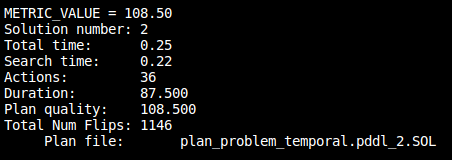 METRIC_VALUE = 108.50
Solution number: 2
Total time:      0.25
Search time:     0.22
Actions:         36
Duration:        87.500
Plan quality:    108.500
Total Num Flips: 1146
     Plan file:       plan_problem_temporal.pddl_2.SOL